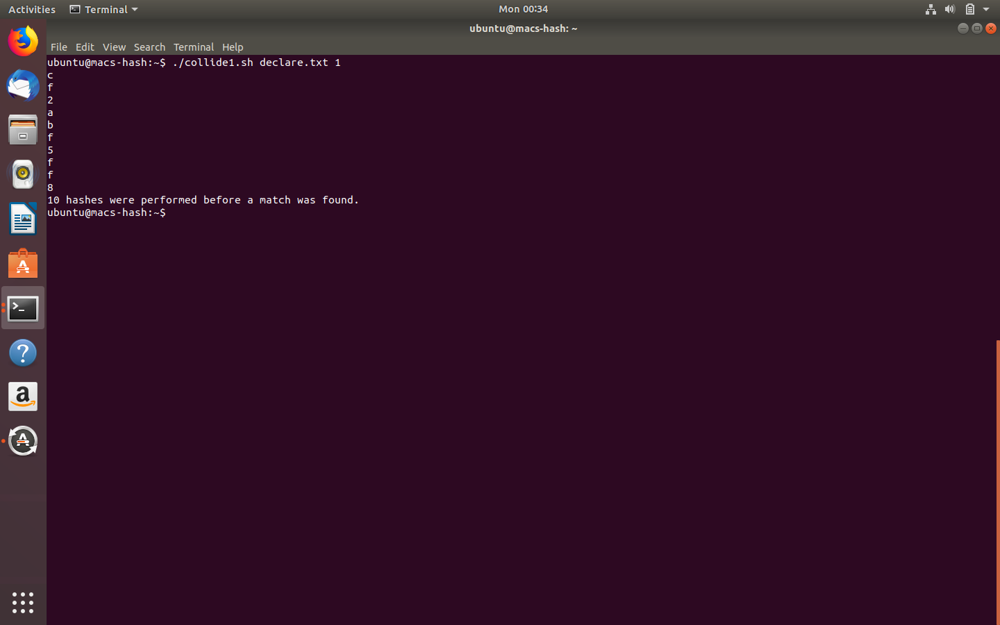 Activities Terminal Mon 00:34
ubuntu@macs-hash: ~
File Edit View Search Terminal Help
ubuntu@macs-hash:~$ ./collide1.sh declare.txt 1
c
f
2
a
b
f
5
f
f
8
10 hashes were performed before a match was found.
ubuntu@macs-hash:~$